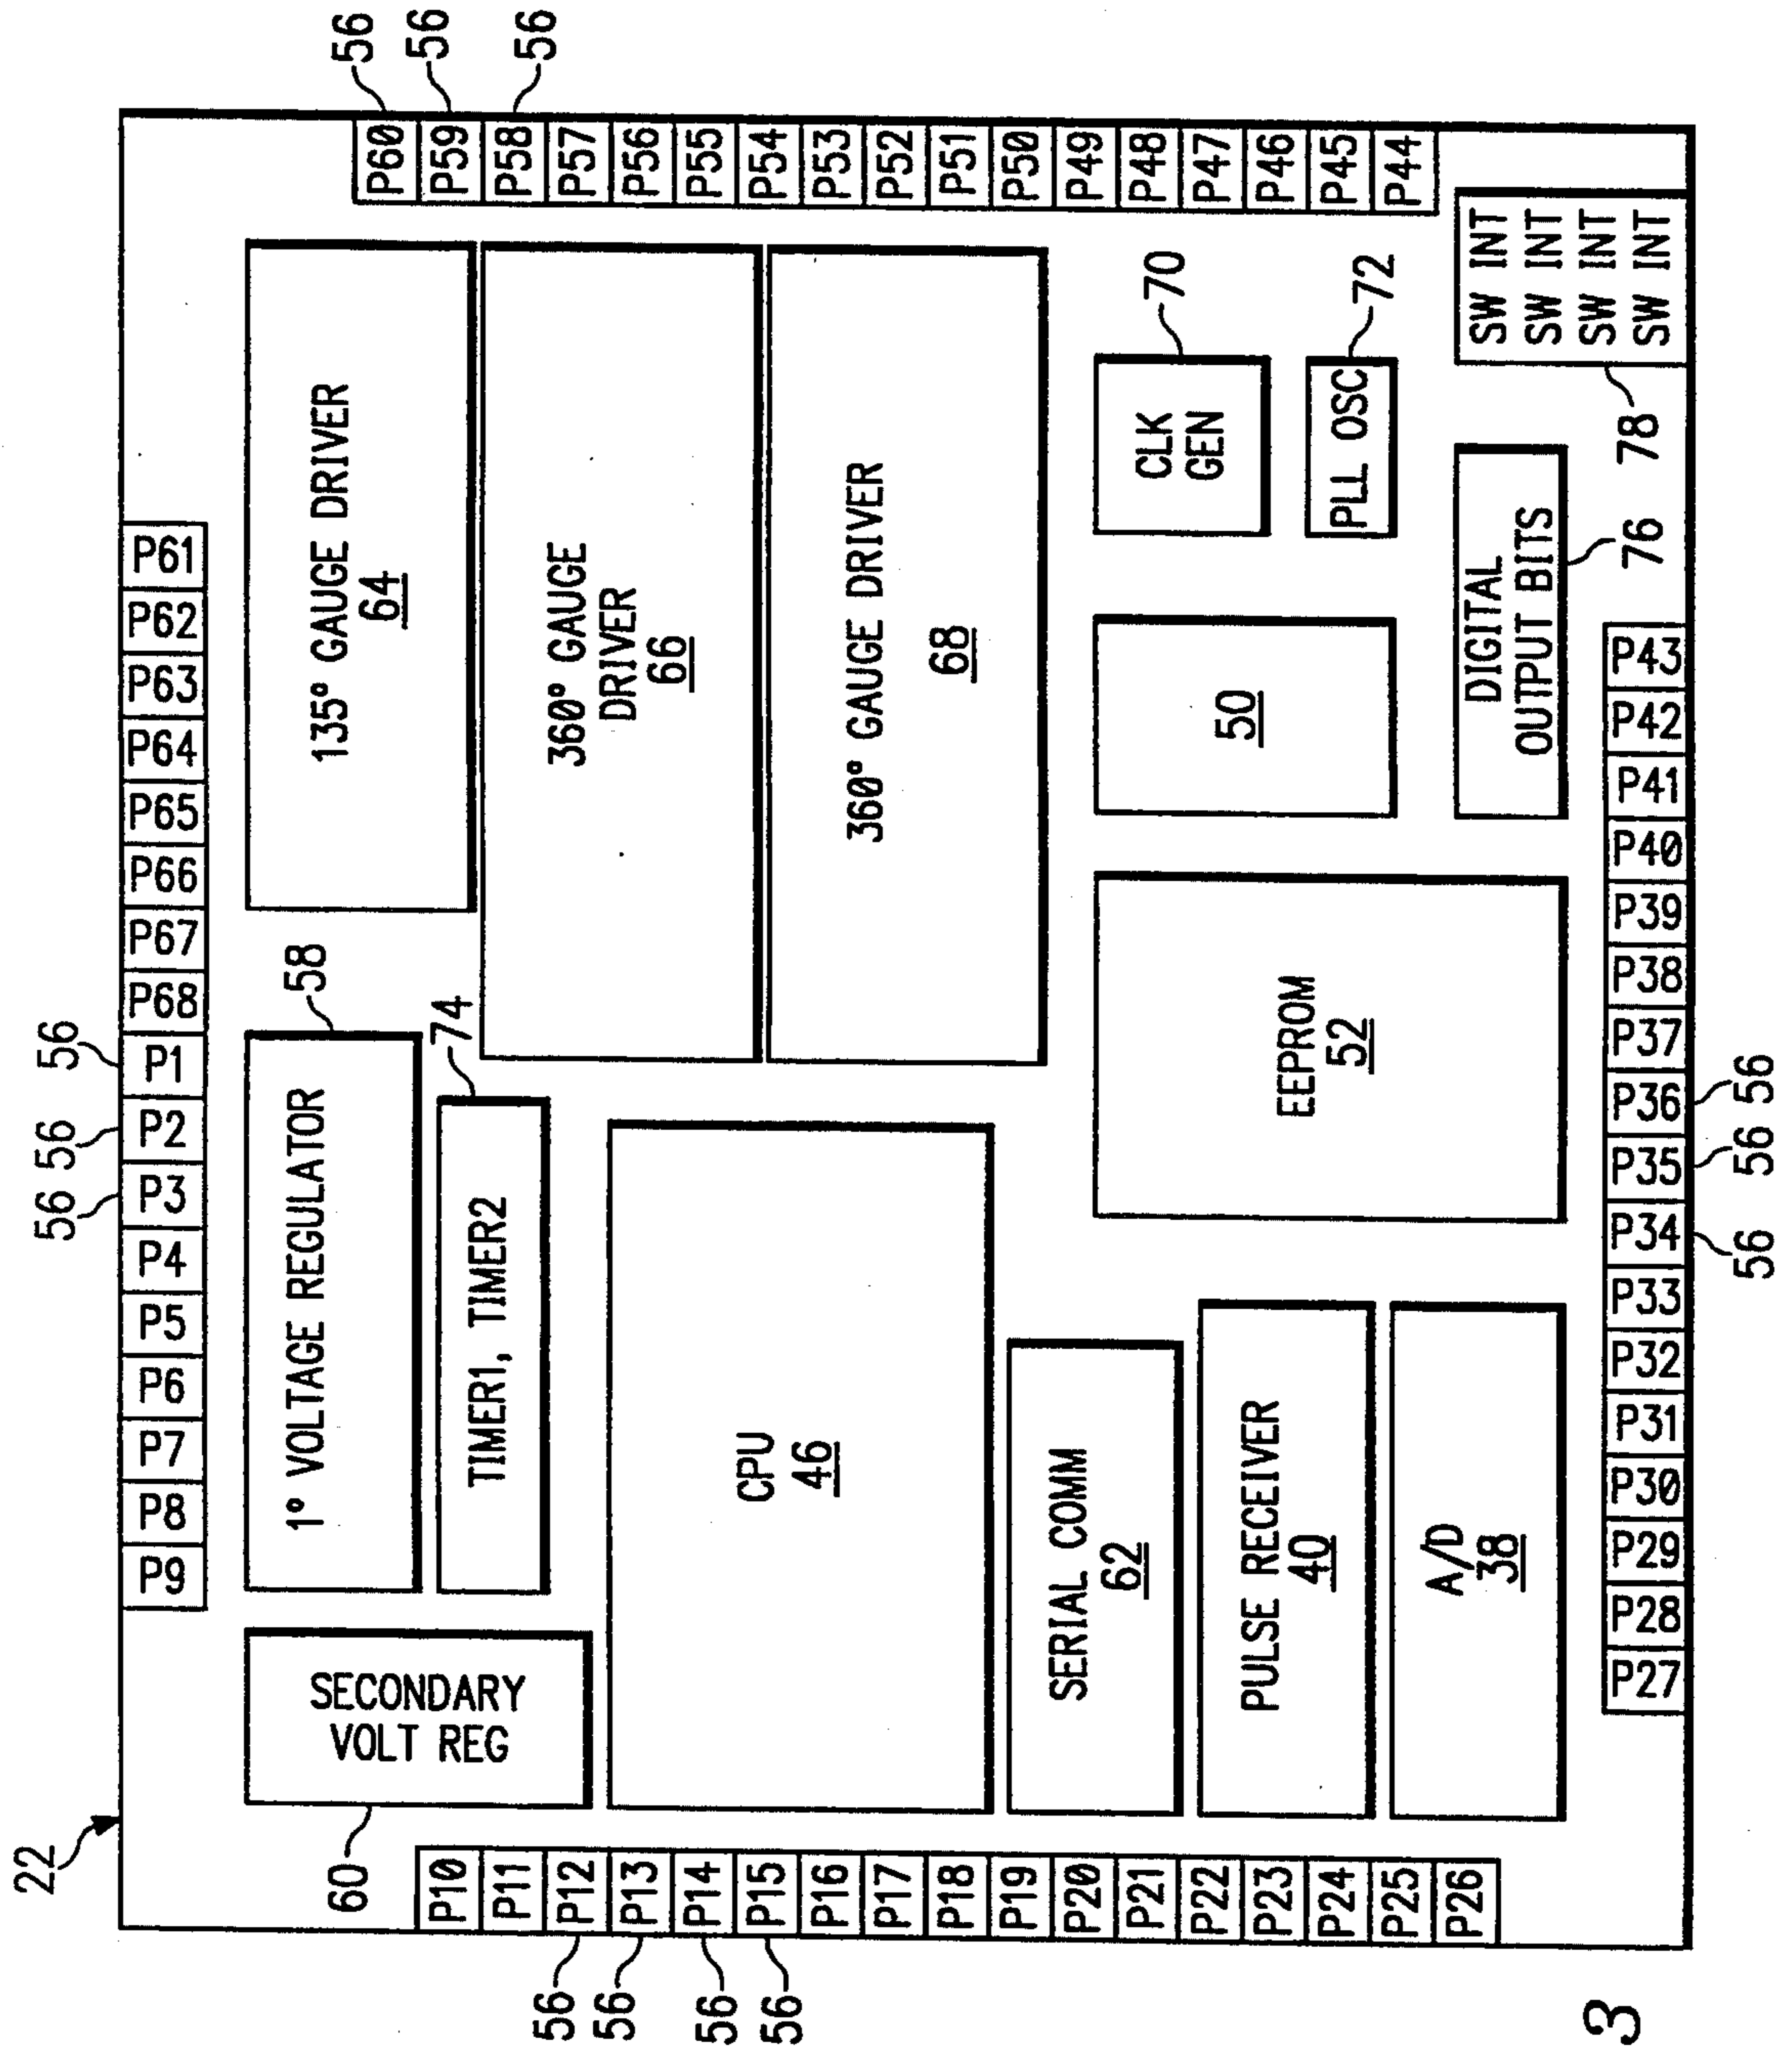 22
56
56
56
P9
P8
P7
P6
P5
P4
P3
P2
P1
P68
P67
P66
P65
P64
P63
P62
P61
56
56
56
P60
P59
P58
P57
P56
P55
P54
P53
P52
P51
P50
P49
P48
P47
P46
P45
P44
60
SECONDARY
VOLT REG
1° VOLTAGE REGULATOR
58
TIMER1, TIMER2
74
135° GAUGE DRIVER
64
360° GAUGE
DRIVER
66
360° GAUGE DRIVER
68
CPU
46
SERIAL COMM
62
PULSE RECEIVER
40
A/D
38
EEPROM
52
50
CLK
GEN
70
PLL OSC
72
DIGITAL
OUTPUT BITS
76
SW INT
SW INT
SW INT
SW INT
78
56
56
56
56
P10
P11
P12
P13
P14
P15
P16
P17
P18
P19
P20
P21
P22
P23
P24
P25
P26
P27
P28
P29
P30
P31
P32
P33
P34
P35
P36
P37
P38
P39
P40
P41
P42
P43
56
56
56
3